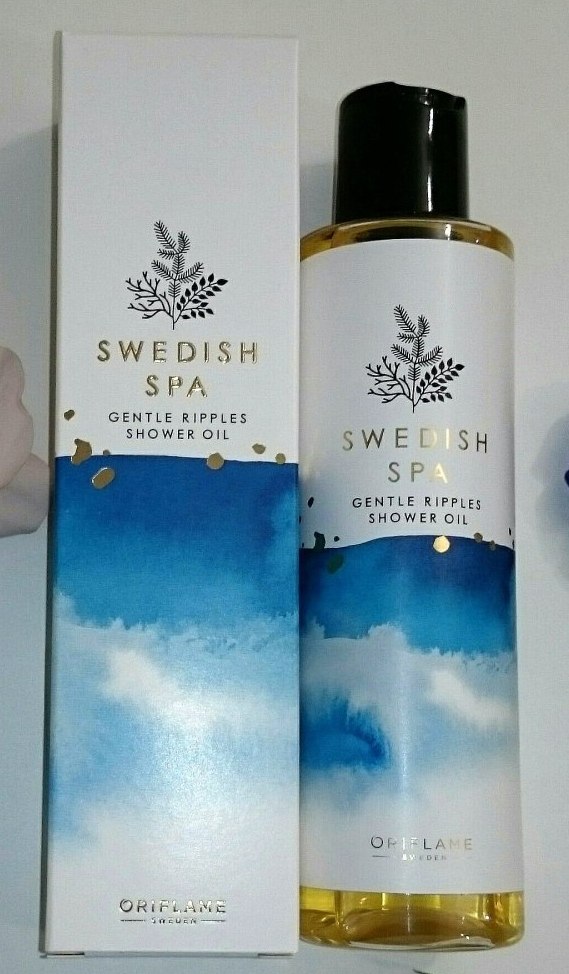 SWEDISH
SPA
GENTLE RIPPLES
SHOWER OIL
ORIFLAME
SWEDEN
SWEDISH
SPA
GENTLE RIPPLES
SHOWER OIL
ORIFLAME
SWEDEN